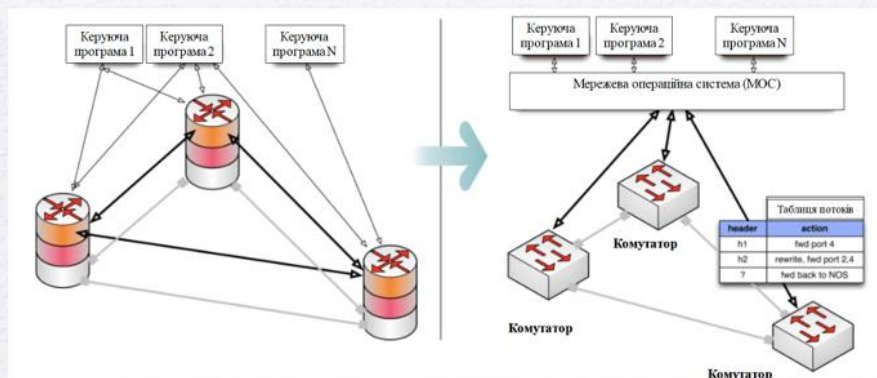 Керуюча
програма 1
Керуюча
програма 2
Керуюча
програма N
Керуюча
програма 1
Керуюча
програма 2
Керуюча
програма N
Мережева операційна система (МОС)
Таблиця потоків
header action
h1 fwd port 4
h2 rewrite, fwd port 2,4
? fwd back to NOS
Комутатор
Комутатор
Комутатор